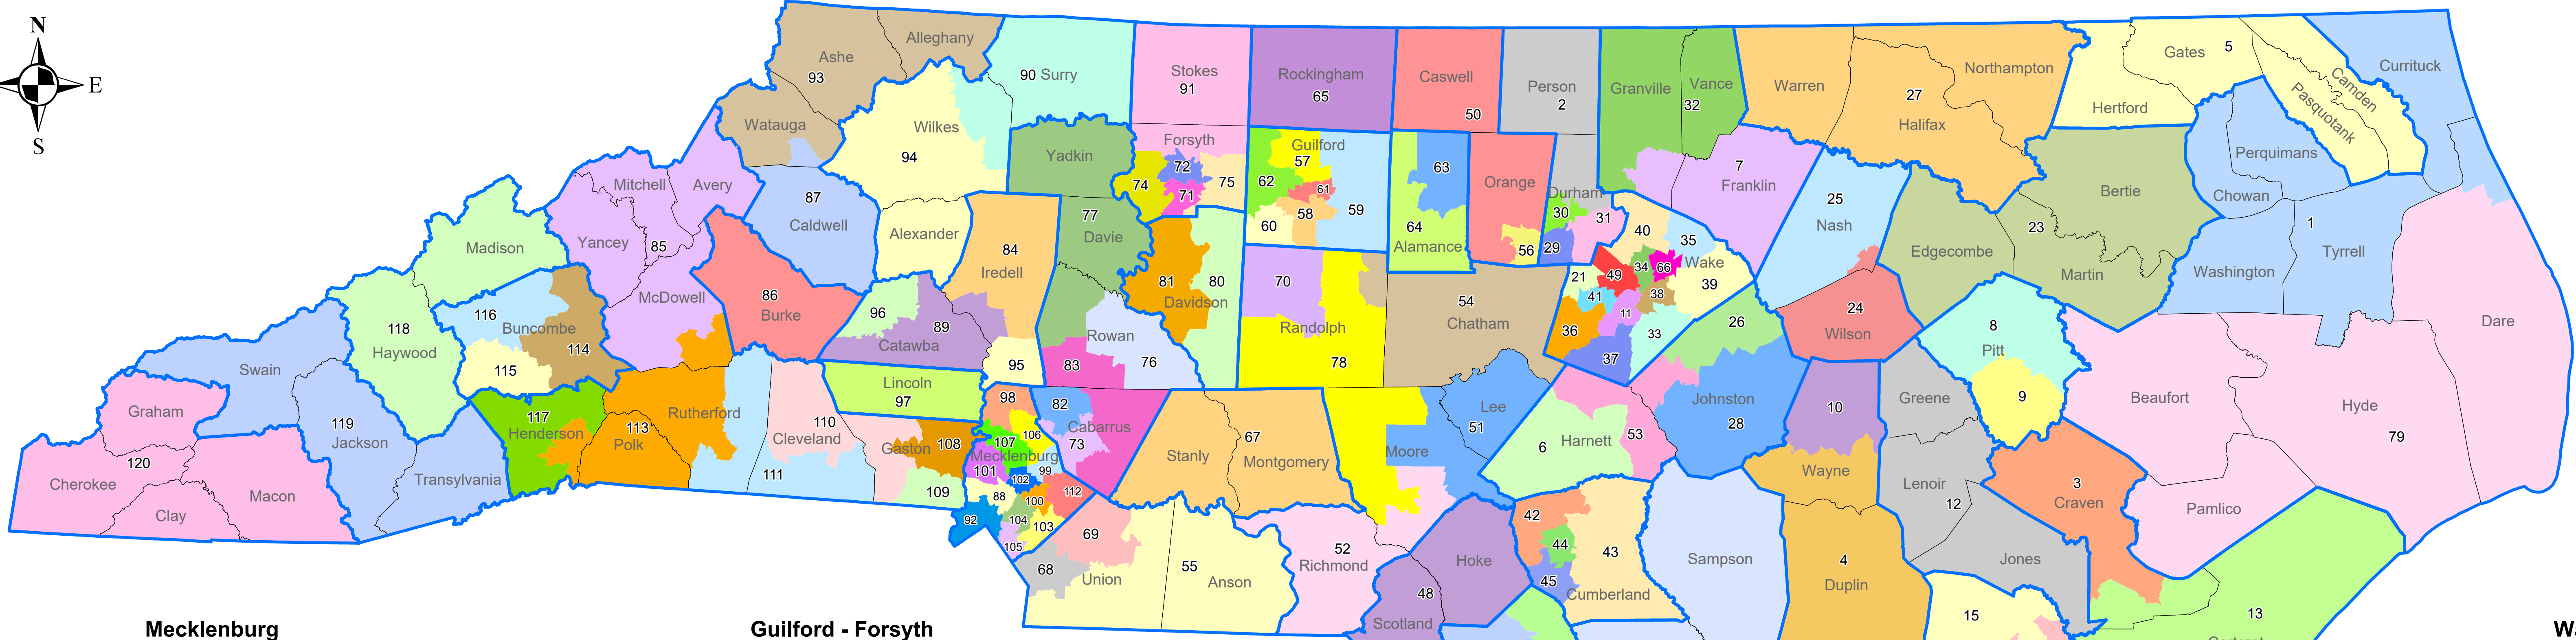 N
E
S
Ashe
93
Alleghany
90 Surry
Stokes
91
Rockingham
65
Caswell
50
Person
2
Granville
Vance
32
Warren
27
Northampton
Halifax
Gates 5
Hertford
Camden
Pasquotank
Currituck
Watauga
Wilkes
94
Yadkin
Forsyth
72
74
75
71
Guilford
57
62
61
58
60
59
63
64
Alamance
Orange
56
Durham
30
31
29
7
Franklin
25
Nash
Edgecombe
Bertie
23
Martin
Perquimans
Chowan
1
Tyrrell
Washington
Dare
Mitchell
Avery
Yancey
85
McDowell
87
Caldwell
Alexander
84
Iredell
77
Davie
81
80
Davidson
70
Randolph
78
54
Chatham
40
35
Wake
21
49
34
66
39
41
38
11
36
33
37
26
24
Wilson
8
Pitt
9
Madison
116
Buncombe
114
115
118
Haywood
86
Burke
96
89
Catawba
95
Rowan
83
76
Swain
Graham
119
Jackson
Transylvania
120
Cherokee
Macon
Clay
117
Henderson
113
Polk
Rutherford
110
Cleveland
111
Lincoln
97
Gaston
108
109
98
106
107
Mecklenburg
101
99
102
88
100
112
92
104
103
105
82
Cabarrus
73
Stanly
67
Montgomery
Moore
Lee
51
6
Harnett
53
Johnston
28
10
Wayne
Greene
Lenoir
12
Beaufort
Hyde
79
3
Craven
Pamlico
69
68
Union
55
Anson
52
Richmond
Hoke
48
Scotland
42
44
43
45
Cumberland
Sampson
4
Duplin
Jones
15
13
Mecklenburg
Guilford - Forsyth